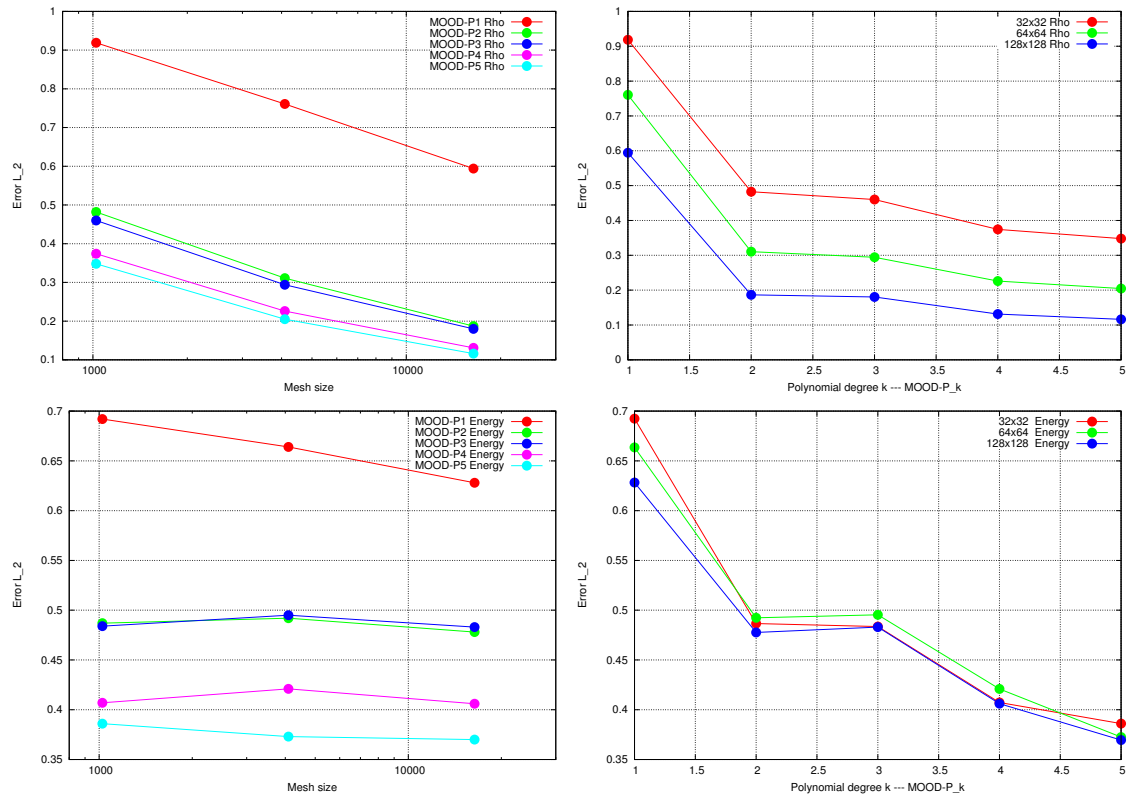 1
0.9
0.8
0.7
0.6
0.5
0.4
0.3
0.2
0.1
1000
10000
Error L_2
Mesh size
MOOD-P1 Rho
MOOD-P2 Rho
MOOD-P3 Rho
MOOD-P4 Rho
MOOD-P5 Rho
1
0.9
0.8
0.7
0.6
0.5
0.4
0.3
0.2
0.1
0
1
1.5
2
2.5
3
3.5
4
4.5
5
Error L_2
Polynomial degree k --- MOOD-P_k
32x32 Rho
64x64 Rho
128x128 Rho
0.7
0.65
0.6
0.55
0.5
0.45
0.4
0.35
1000
10000
Error L_2
Mesh size
MOOD-P1 Energy
MOOD-P2 Energy
MOOD-P3 Energy
MOOD-P4 Energy
MOOD-P5 Energy
0.7
0.65
0.6
0.55
0.5
0.45
0.4
0.35
1
1.5
2
2.5
3
3.5
4
4.5
5
Error L_2
Polynomial degree k --- MOOD-P_k
32x32 Energy
64x64 Energy
128x128 Energy